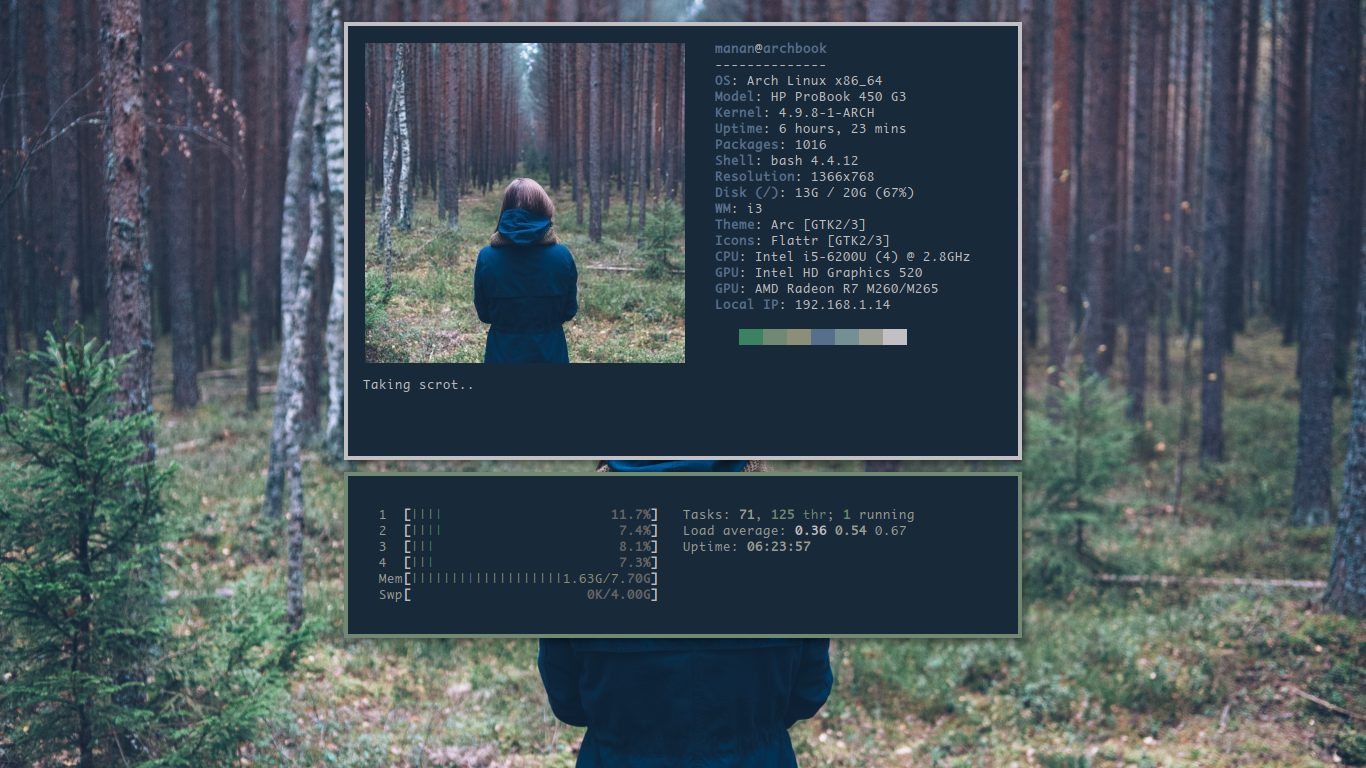 manan@archbook
--------------
OS: Arch Linux x86_64
Model: HP ProBook 450 G3
Kernel: 4.9.8-1-ARCH
Uptime: 6 hours, 23 mins
Packages: 1016
Shell: bash 4.4.12
Resolution: 1366x768
Disk (/): 13G / 20G (67%)
WM: i3
Theme: Arc [GTK2/3]
Icons: Flattr [GTK2/3]
CPU: Intel i5-6200U (4) @ 2.8GHz
GPU: Intel HD Graphics 520
GPU: AMD Radeon R7 M260/M265
Local IP: 192.168.1.14
Taking scrot..
1 [|||| 11.7%] Tasks: 71, 125 thr; 1 running
2 [|||| 7.4%] Load average: 0.36 0.54 0.67
3 [||| 8.1%] Uptime: 06:23:57
4 [||| 7.3%]
Mem[|||||||||||||||||||1.63G/7.70G]
Swp[ 0K/4.00G]